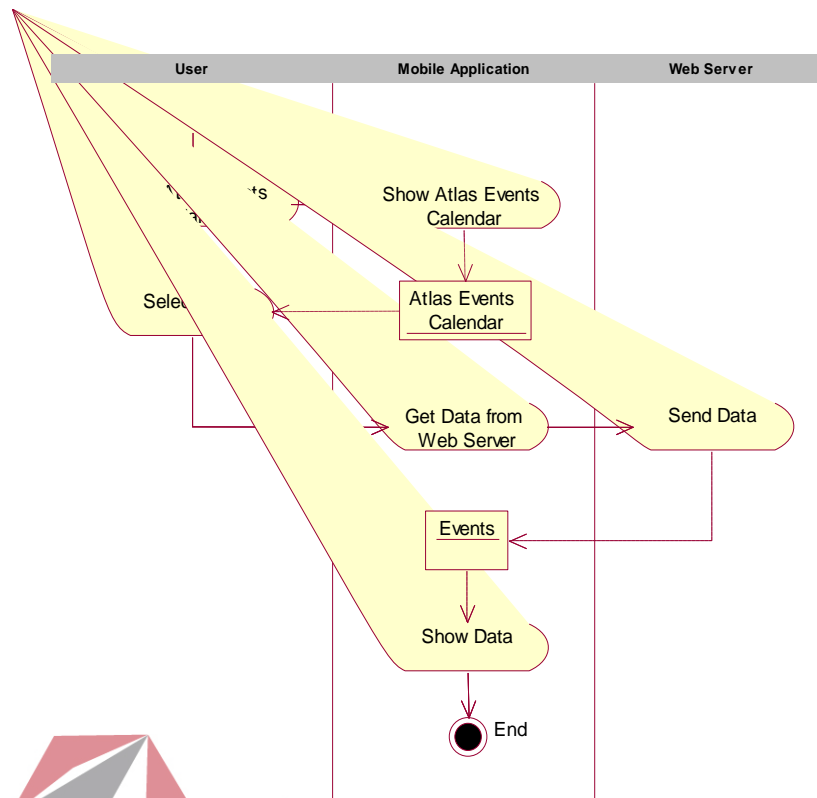 User
Mobile Application
Web Server
Show Atlas Events
Calendar
Atlas Events
Calendar
Get Data from
Web Server
Send Data
Events
Show Data
End